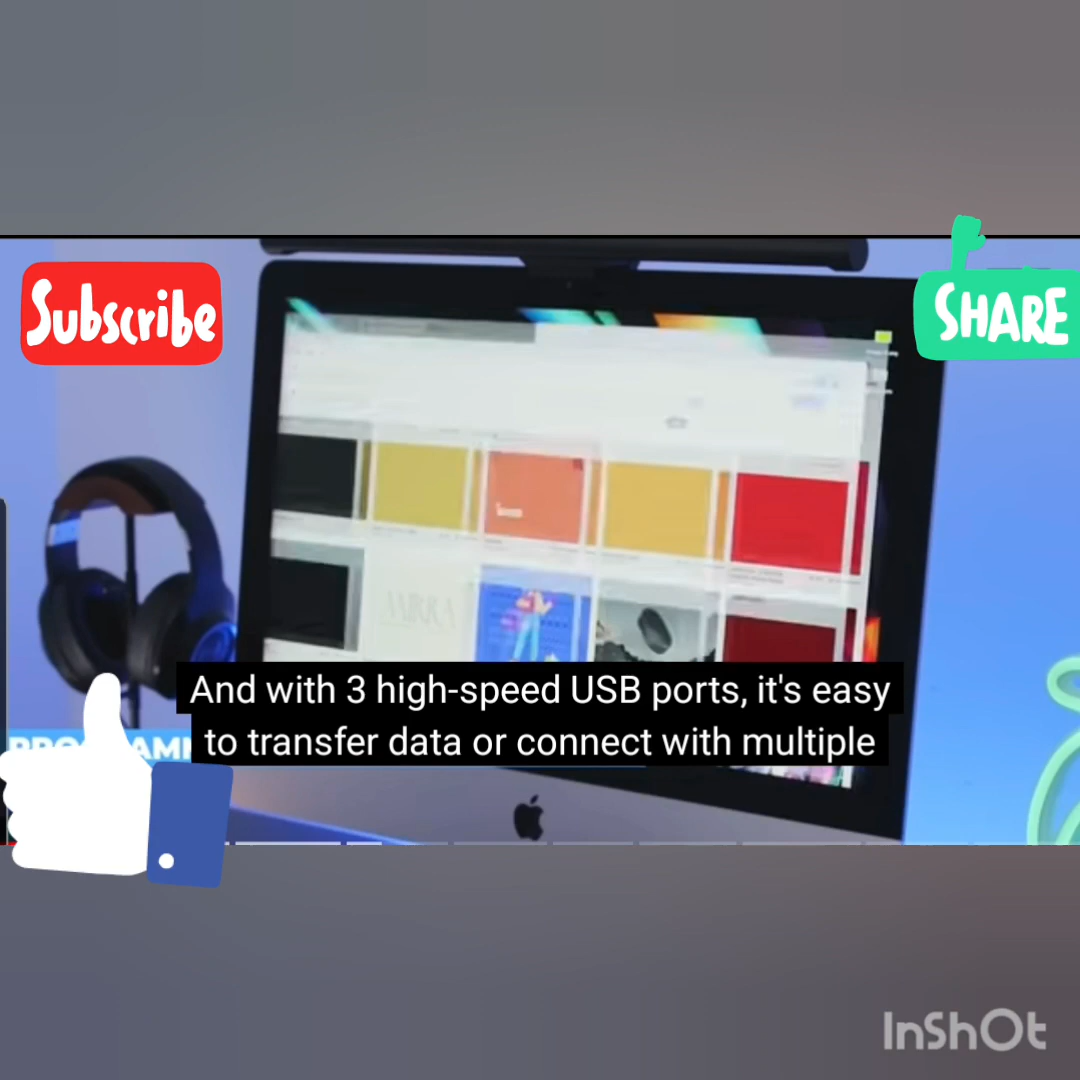 Subscribe
SHARE
And with 3 high-speed USB ports, it's easy
to transfer data or connect with multiple
InShOt